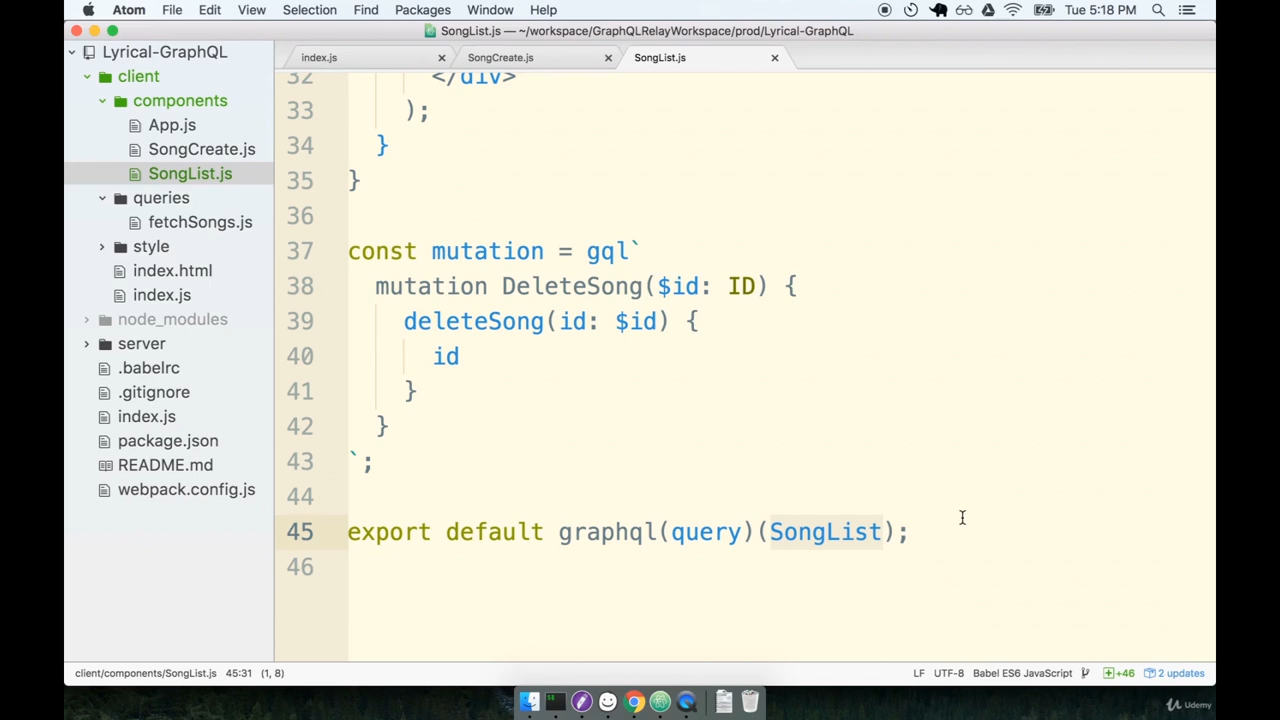 Atom File Edit View Selection Find Packages Window Help Tue 5:18 PM
SongList.js — ~/workspace/GraphQLRelayWorkspace/prod/Lyrical-GraphQL
Lyrical-GraphQL
client
components
App.js
SongCreate.js
SongList.js
queries
fetchSongs.js
style
index.html
index.js
node_modules
server
.babelrc
.gitignore
index.js
package.json
README.md
webpack.config.js
index.js SongCreate.js SongList.js
32 </div>
33 );
34 }
35 }
36
37 const mutation = gql`
38 mutation DeleteSong($id: ID) {
39 deleteSong(id: $id) {
40 id
41 }
42 }
43 `;
44
45 export default graphql(query)(SongList);
46
client/components/SongList.js 45:31 (1, 8) LF UTF-8 Babel ES6 JavaScript +46 2 updates
Udemy